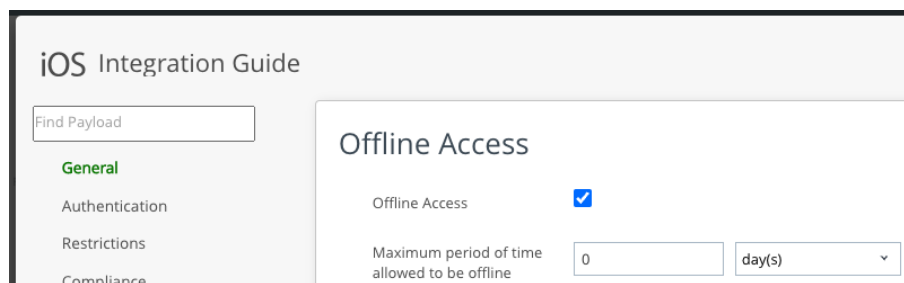 iOS Integration Guide
Find Payload
General
Authentication
Restrictions
Compliance
Offline Access
Offline Access
Maximum period of time
allowed to be offline
0
day(s)